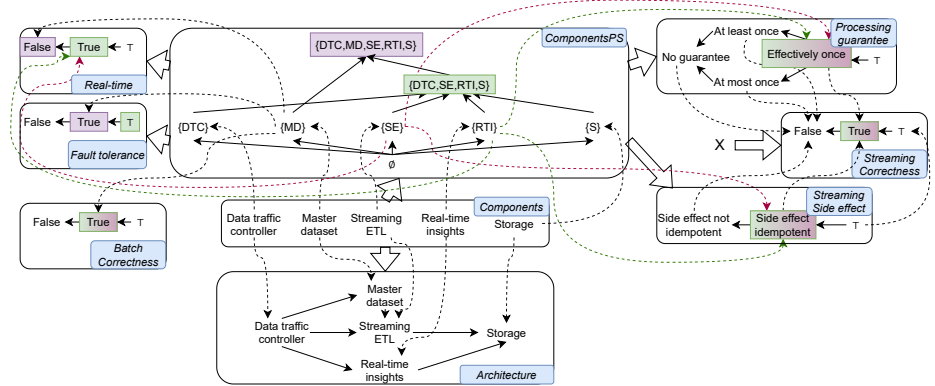 False
True
⊤
Real-time
{DTC,MD,SE,RTI,S}
ComponentsPS
{DTC,SE,RTI,S}
{DTC}
{MD}
{SE}
{RTI}
{S}
ø
At least once
Processing
guarantee
No guarantee
Effectively once
⊤
At most once
False
True
⊤
Fault tolerance
X
False
True
⊤
Streaming
Correctness
False
True
⊤
Batch
Correctness
Data traffic
controller
Master
dataset
Streaming
ETL
Real-time
insights
Storage
Components
Streaming
Side effect
Side effect not
idempotent
Side effect
idempotent
⊤
Master
dataset
Data traffic
controller
Streaming
ETL
Storage
Real-time
insights
Architecture